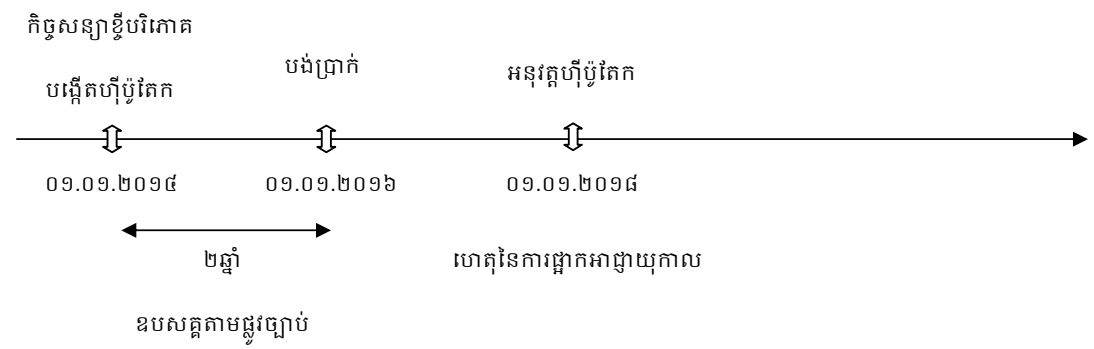 កិច្ចសន្យាខ្ចីបរិភោគ
បង្កើតហ៊ីប៉ូតែក
បង់ប្រាក់
អនុវត្តហ៊ីប៉ូតែក
០១.០១.២០១៤
០១.០១.២០១៦
០១.០១.២០១៨
២ឆ្នាំ
ហេតុនៃការផ្អាកអាជ្ញាយុកាល
ឧបសគ្គតាមផ្លូវច្បាប់